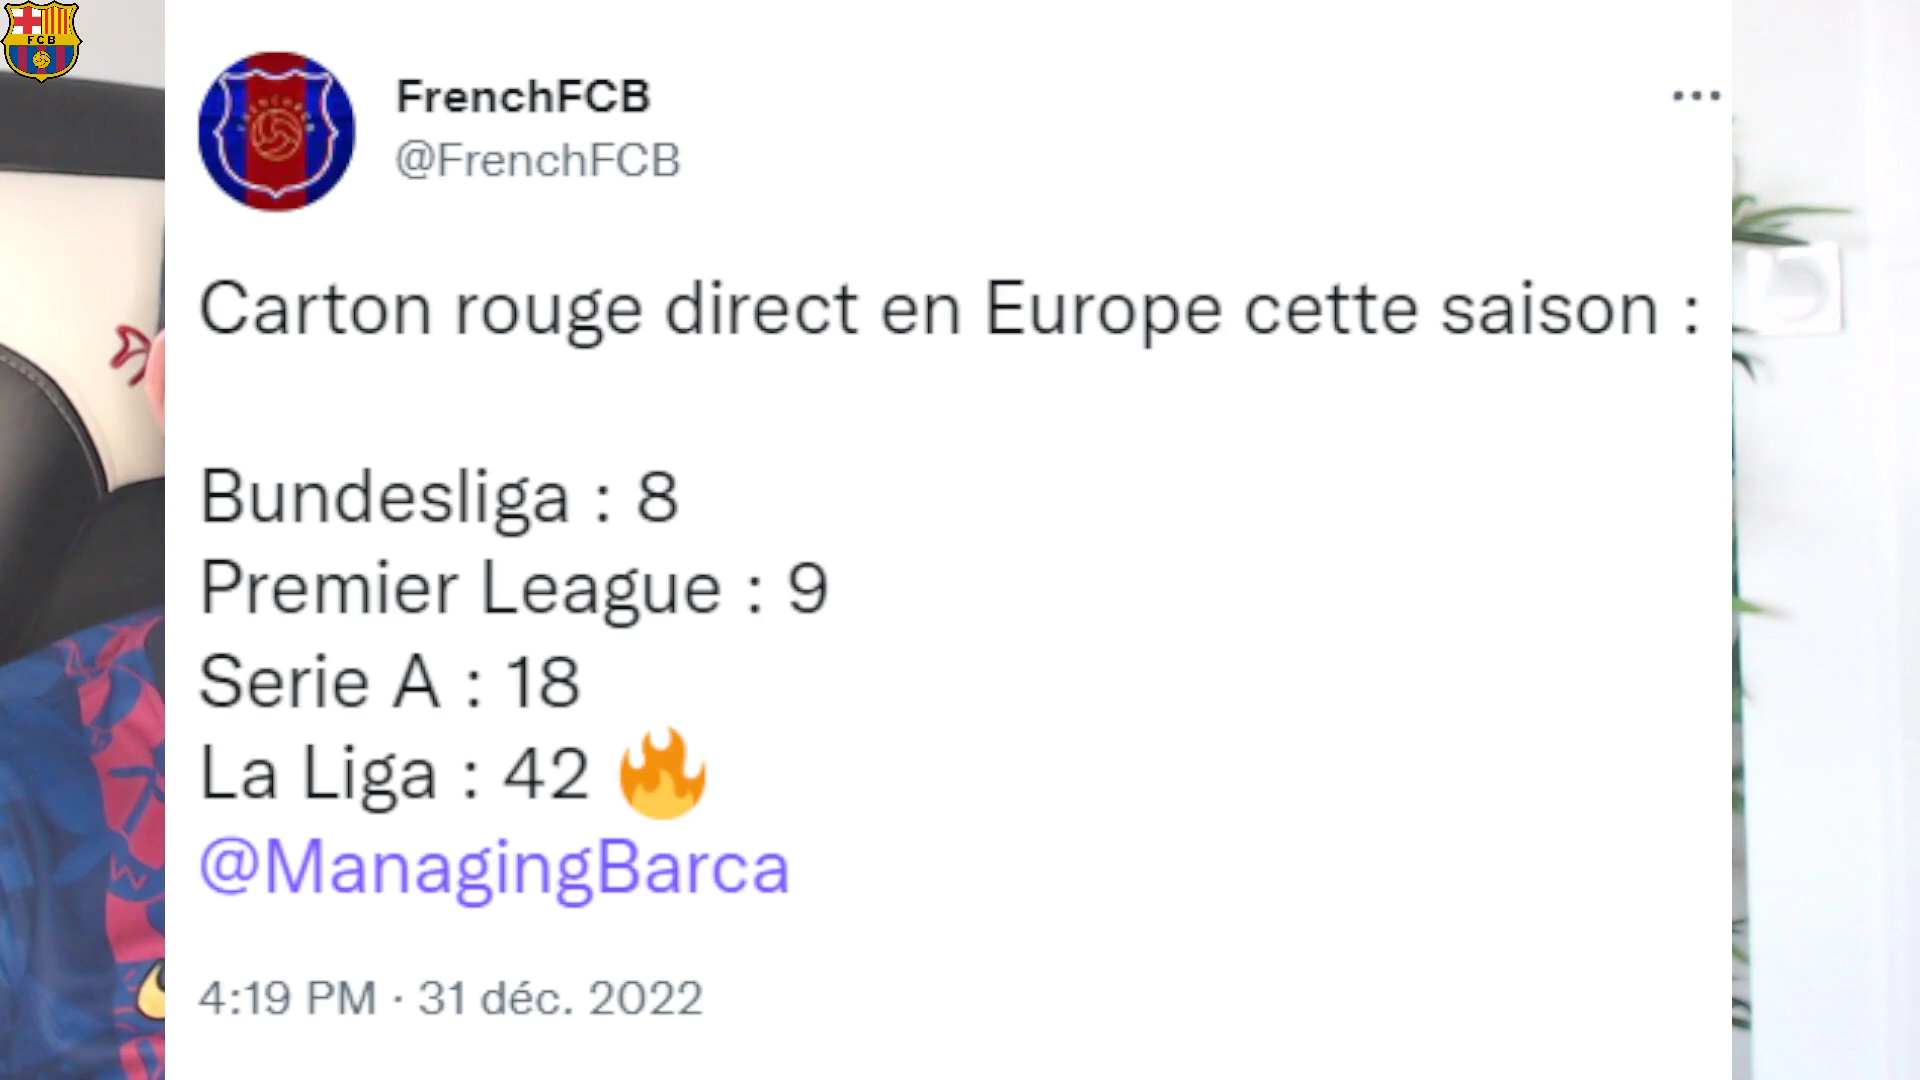 FCB
FrenchFCB
@FrenchFCB
Carton rouge direct en Europe cette saison :
Bundesliga : 8
Premier League : 9
Serie A : 18
La Liga : 42 🔥
@ManagingBarca
4:19 PM · 31 déc. 2022